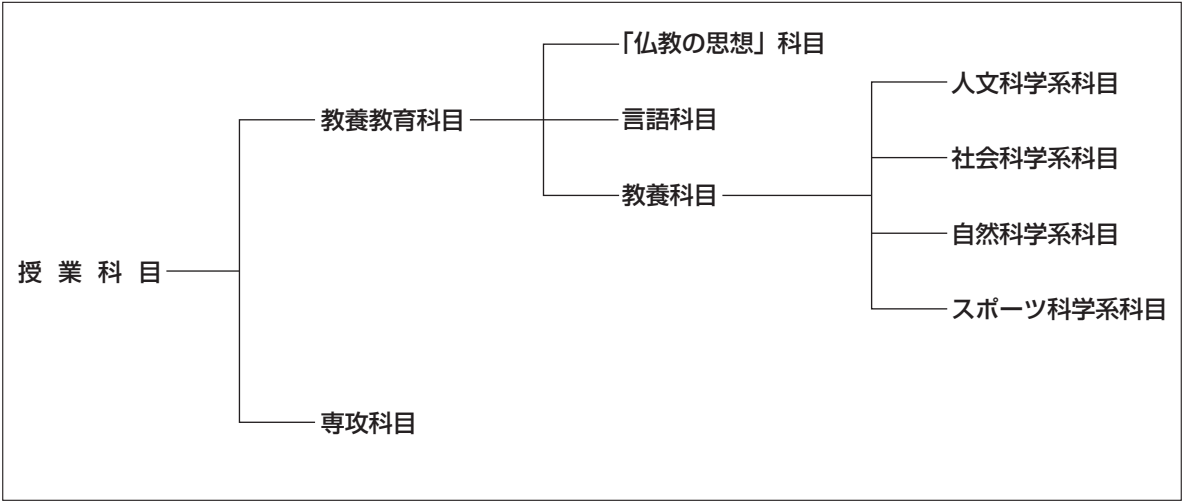 「仏教の思想」科目
人文科学系科目
教養教育科目
言語科目
社会科学系科目
教養科目
自然科学系科目
授業科目
スポーツ科学系科目
専攻科目